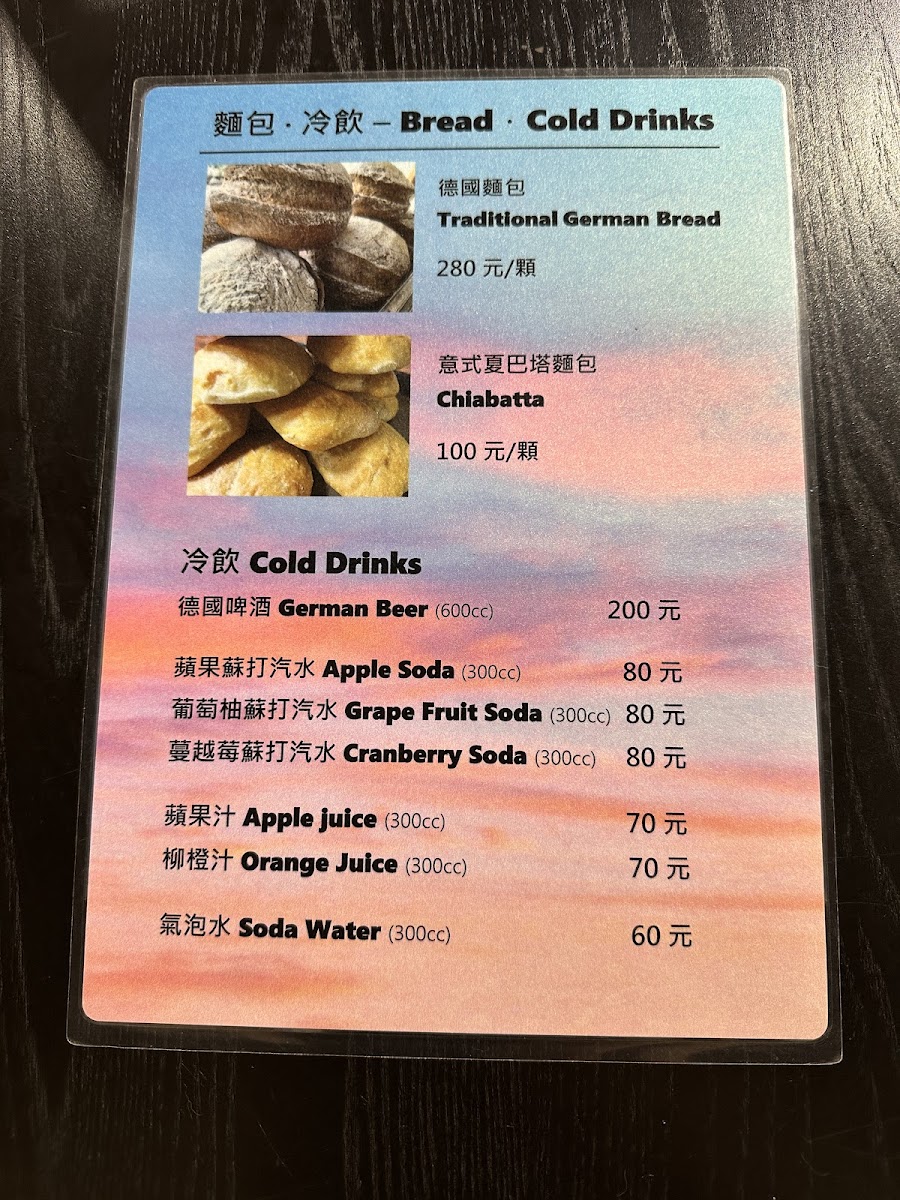 麵包 · 冷飲 – Bread · Cold Drinks
德國麵包
Traditional German Bread
280 元/顆
意式夏巴塔麵包
Chiabatta
100 元/顆
冷飲 Cold Drinks
德國啤酒 German Beer (600cc) 200 元
蘋果蘇打汽水 Apple Soda (300cc) 80 元
葡萄柚蘇打汽水 Grape Fruit Soda (300cc) 80 元
蔓越莓蘇打汽水 Cranberry Soda (300cc) 80 元
蘋果汁 Apple juice (300cc) 70 元
柳橙汁 Orange Juice (300cc) 70 元
氣泡水 Soda Water (300cc) 60 元